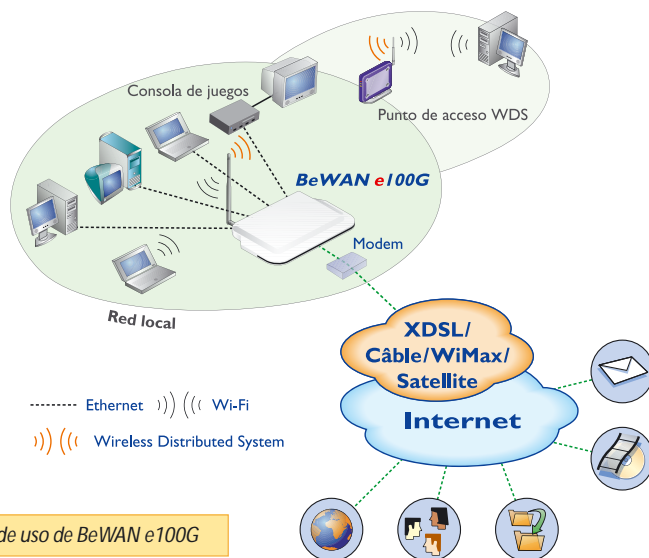 Consola de juegos
Punto de acceso WDS
BeWAN e100G
Modem
Red local
XDSL/
Câble/WiMax/
Satellite
Internet
Ethernet
Wi-Fi
Wireless Distributed System
de uso de BeWAN e100G